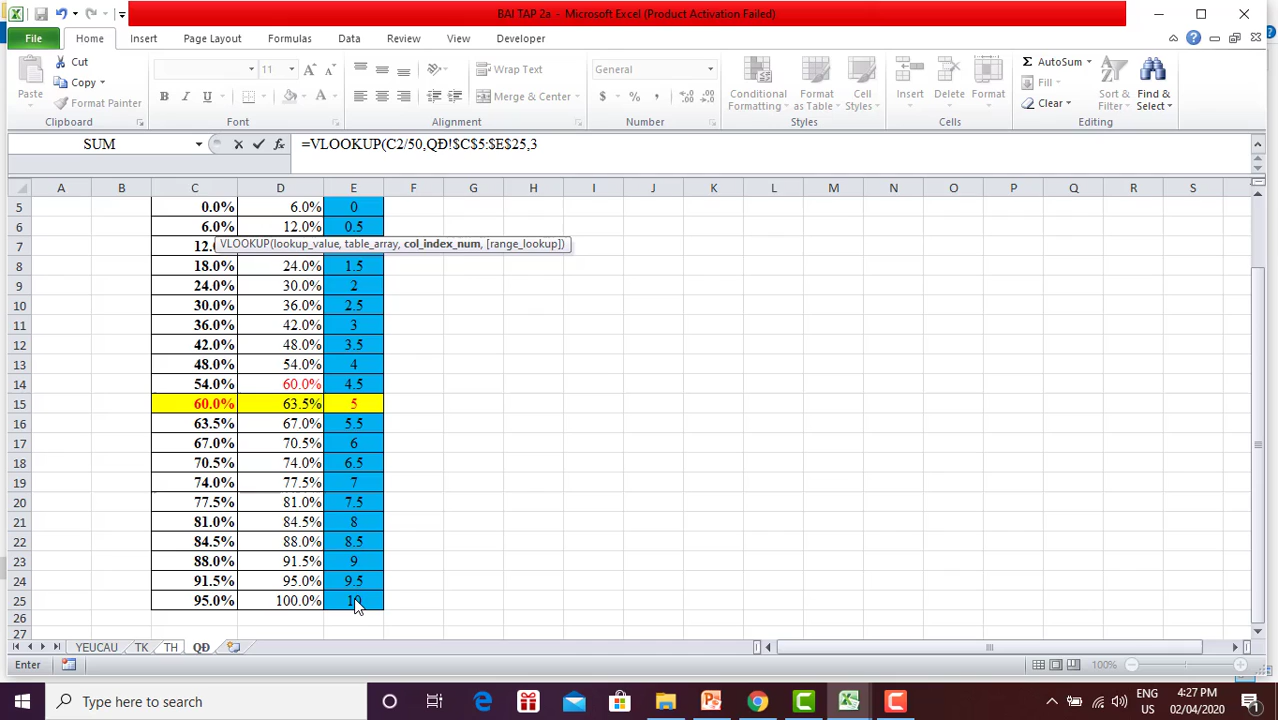 BAI TAP 2a - Microsoft Excel (Product Activation Failed)
File Home Insert Page Layout Formulas Data Review View Developer
Cut
Copy
Format Painter
Paste
Clipboard
11
Font
Wrap Text
Merge & Center
Alignment
General
Number
Conditional Formatting
Format as Table
Cell Styles
Styles
Insert Delete Format
Cells
AutoSum
Fill
Clear
Sort & Filter
Find & Select
Editing
SUM =VLOOKUP(C2/50,QĐ!$C$5:$E$25,3
A B C D E F G H I J K L M N O P Q R S
5 0.0% 6.0% 0
6 6.0% 12.0% 0.5
VLOOKUP(lookup_value, table_array, col_index_num, [range_lookup])
7 12.
8 18.0% 24.0% 1.5
9 24.0% 30.0% 2
10 30.0% 36.0% 2.5
11 36.0% 42.0% 3
12 42.0% 48.0% 3.5
13 48.0% 54.0% 4
14 54.0% 60.0% 4.5
15 60.0% 63.5% 5
16 63.5% 67.0% 5.5
17 67.0% 70.5% 6
18 70.5% 74.0% 6.5
19 74.0% 77.5% 7
20 77.5% 81.0% 7.5
21 81.0% 84.5% 8
22 84.5% 88.0% 8.5
23 88.0% 91.5% 9
24 91.5% 95.0% 9.5
25 95.0% 100.0% 10
26
27
YEUCAU TK TH QĐ
Enter 100%
Type here to search
ENG 4:27 PM
US 02/04/2020